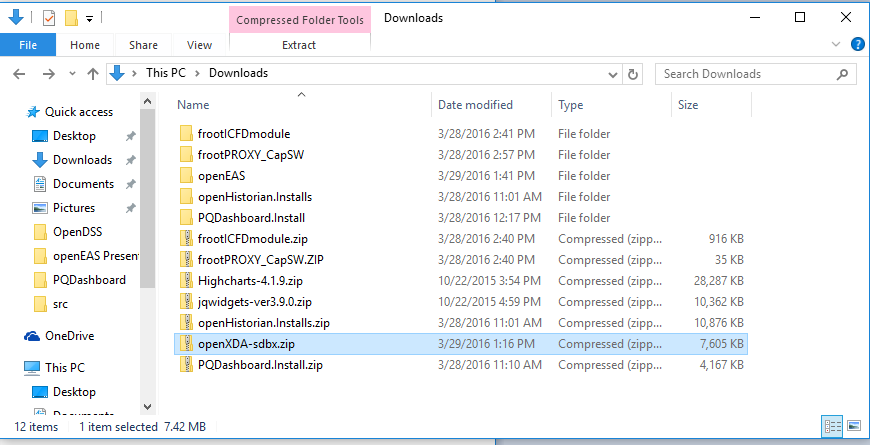 Compressed Folder Tools Downloads
File Home Share View Extract
This PC > Downloads Search Downloads
Name Date modified Type Size
Quick access
Desktop
Downloads
Documents
Pictures
OpenDSS
openEAS Presen
PQDashboard
src
OneDrive
This PC
Desktop
Documents
frootICFDmodule 3/28/2016 2:41 PM File folder
frootPROXY_CapSW 3/28/2016 2:57 PM File folder
openEAS 3/29/2016 1:41 PM File folder
openHistorian.Installs 3/28/2016 11:01 AM File folder
PQDashboard.Install 3/28/2016 12:17 PM File folder
frootICFDmodule.zip 3/28/2016 2:40 PM Compressed (zipp... 916 KB
frootPROXY_CapSW.ZIP 3/28/2016 2:40 PM Compressed (zipp... 35 KB
Highcharts-4.1.9.zip 10/22/2015 3:54 PM Compressed (zipp... 28,287 KB
jqwidgets-ver3.9.0.zip 10/22/2015 4:59 PM Compressed (zipp... 10,362 KB
openHistorian.Installs.zip 3/28/2016 11:01 AM Compressed (zipp... 10,876 KB
openXDA-sdbx.zip 3/29/2016 1:16 PM Compressed (zipp... 7,605 KB
PQDashboard.Install.zip 3/28/2016 11:10 AM Compressed (zipp... 4,167 KB
12 items 1 item selected 7.42 MB